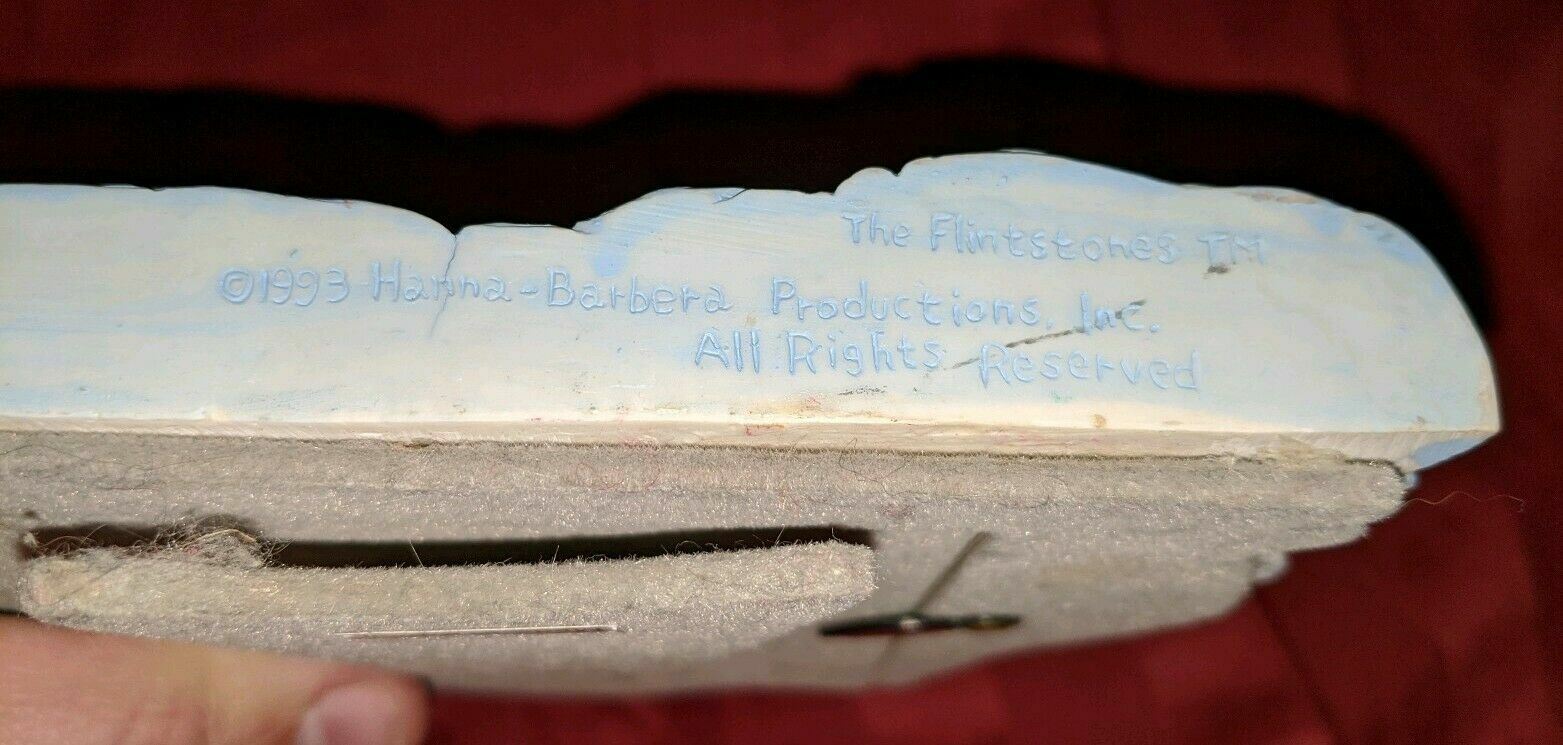 The Flintstones TM
©1993 Hanna-Barbera Productions, Inc.
All Rights Reserved